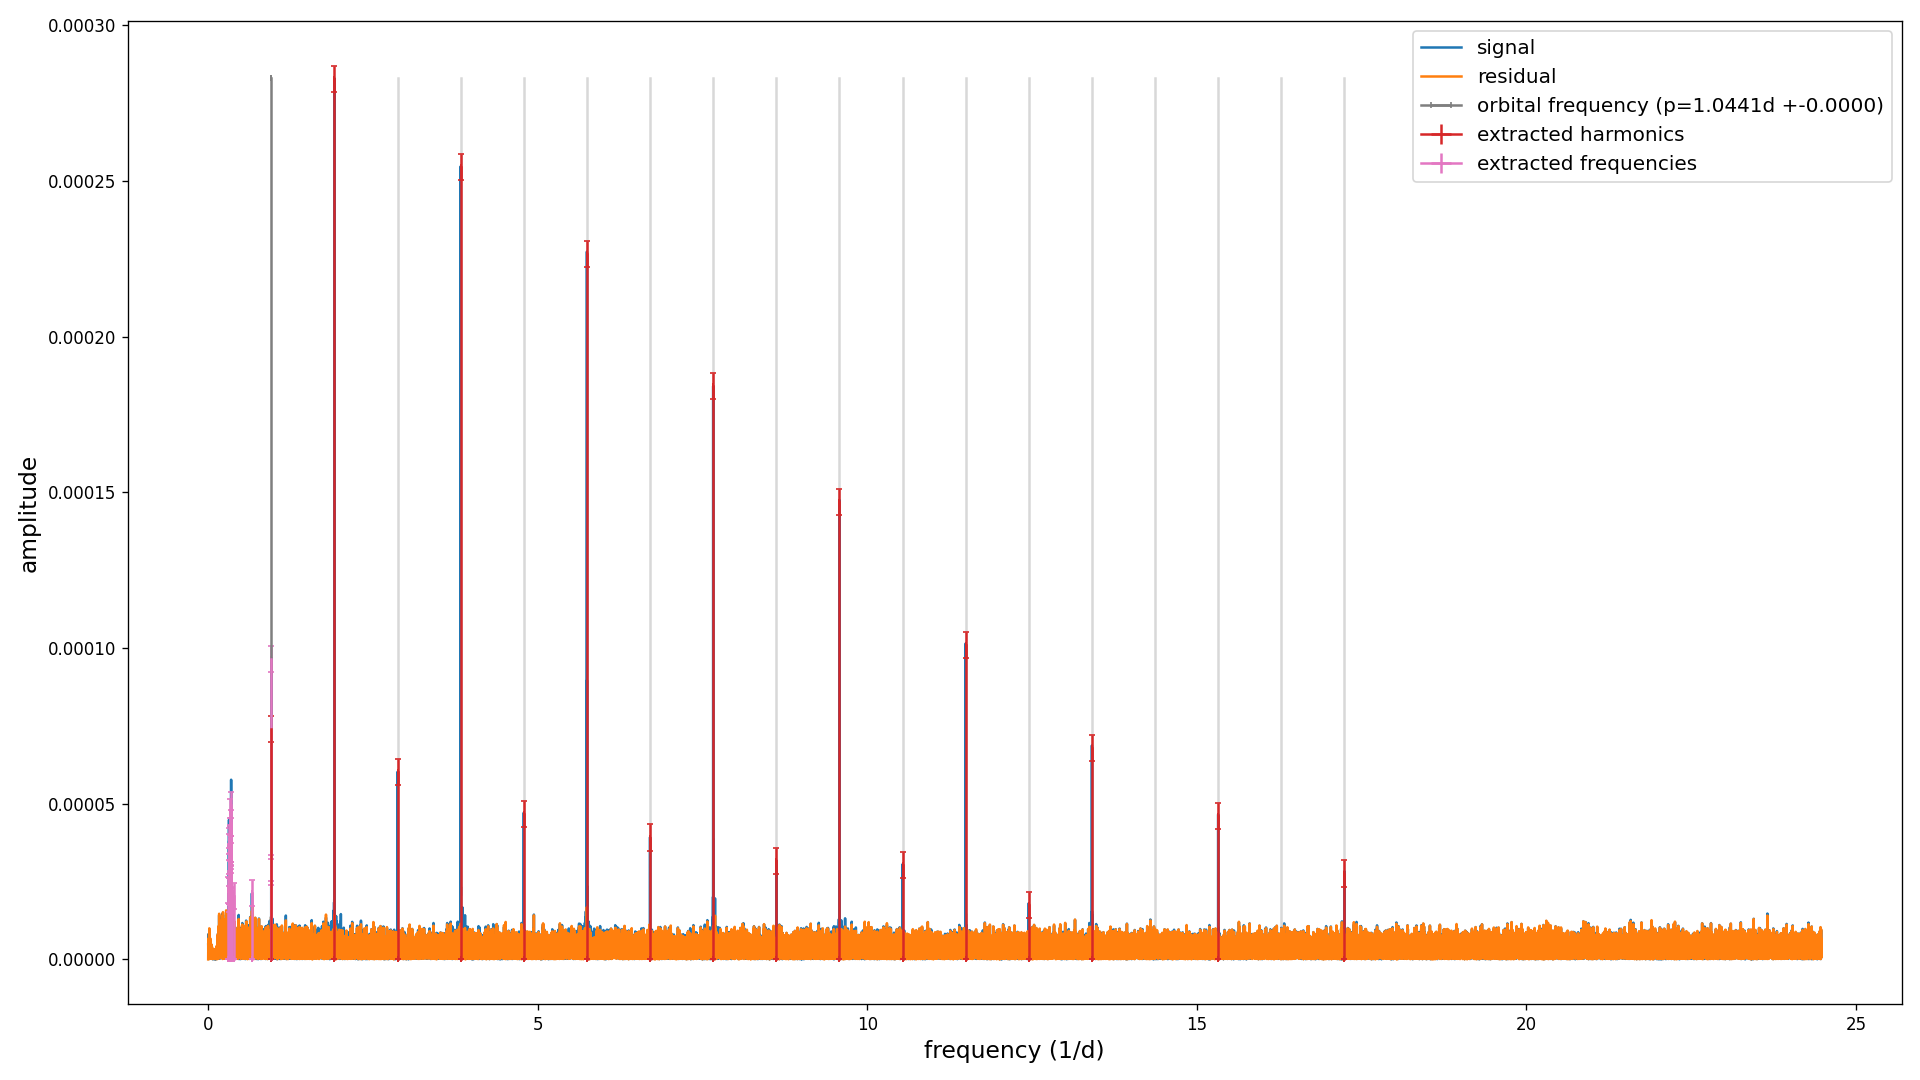 0.00030
0.00025
0.00020
0.00015
0.00010
0.00005
0.00000
amplitude
0
5
10
15
20
25
frequency (1/d)
signal
residual
orbital frequency (p=1.0441d +-0.0000)
extracted harmonics
extracted frequencies